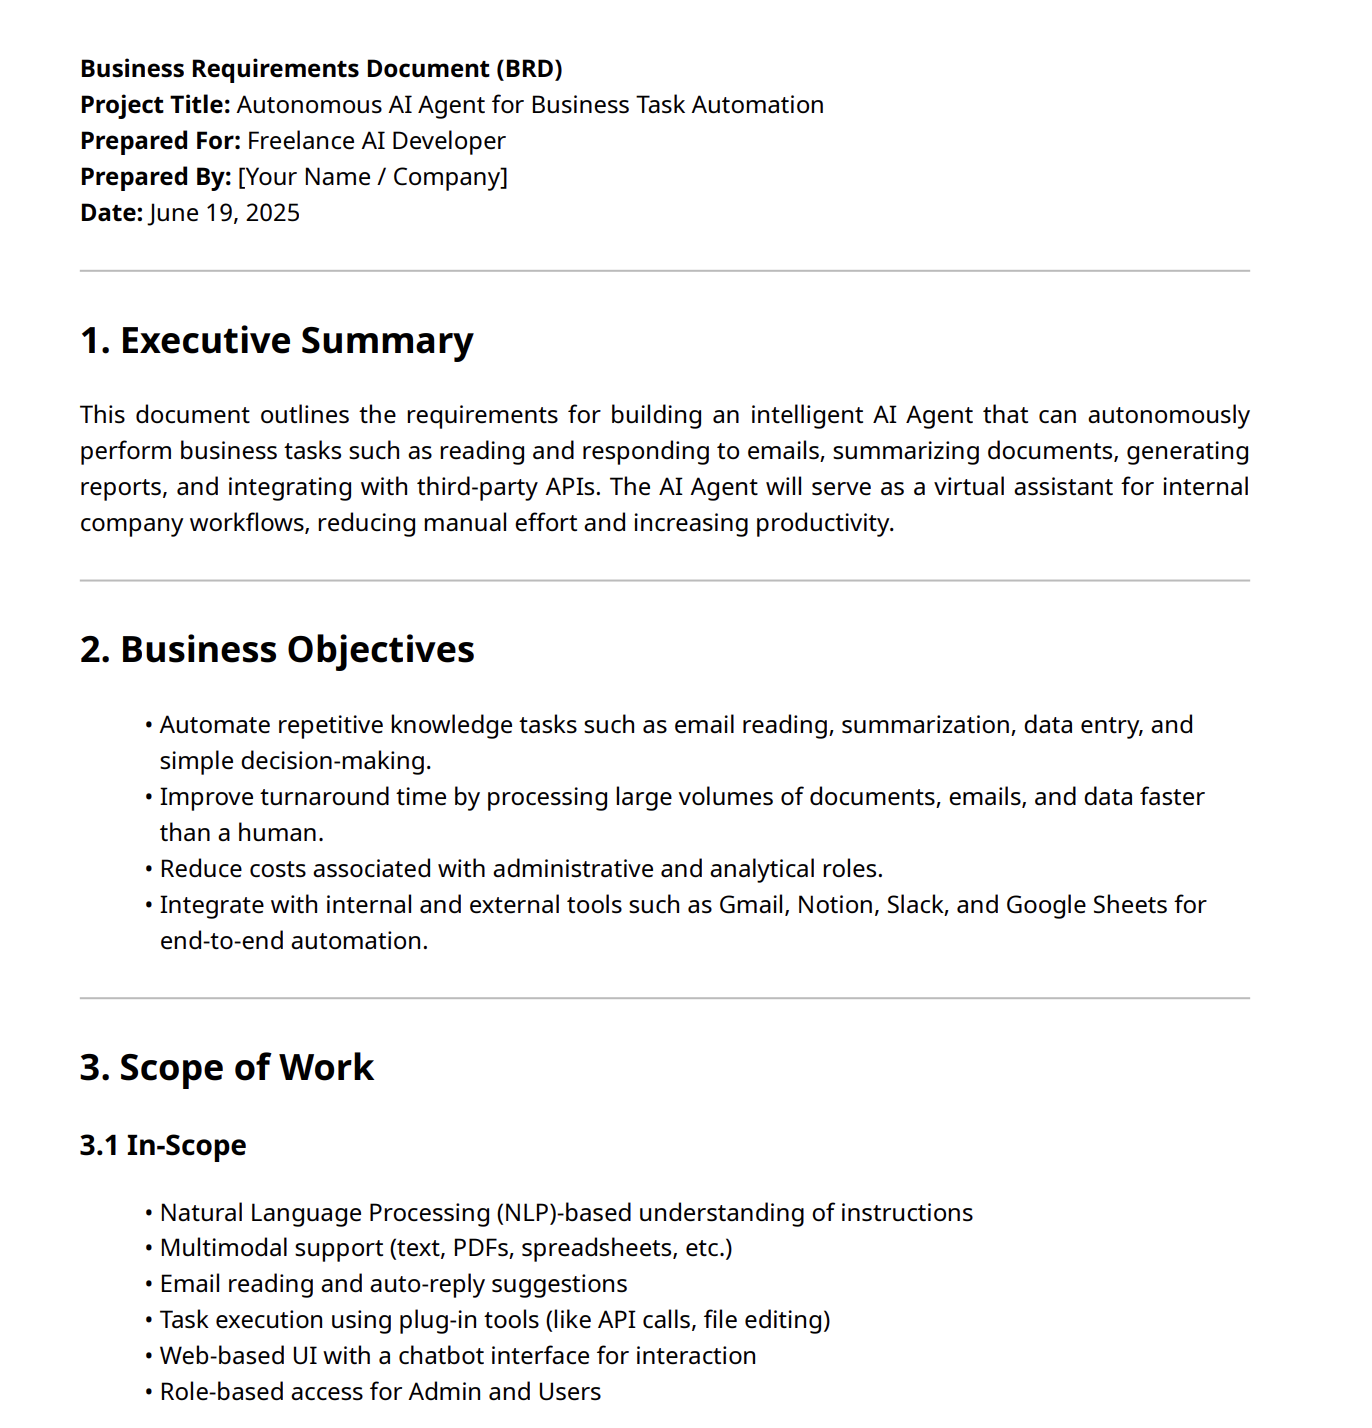 Business Requirements Document (BRD)
Project Title: Autonomous AI Agent for Business Task Automation
Prepared For: Freelance AI Developer
Prepared By: [Your Name / Company]
Date: June 19, 2025
1. Executive Summary
This document outlines the requirements for building an intelligent AI Agent that can autonomously
perform business tasks such as reading and responding to emails, summarizing documents, generating
reports, and integrating with third-party APIs. The AI Agent will serve as a virtual assistant for internal
company workflows, reducing manual effort and increasing productivity.
2. Business Objectives
• Automate repetitive knowledge tasks such as email reading, summarization, data entry, and
simple decision-making.
• Improve turnaround time by processing large volumes of documents, emails, and data faster
than a human.
• Reduce costs associated with administrative and analytical roles.
• Integrate with internal and external tools such as Gmail, Notion, Slack, and Google Sheets for
end-to-end automation.
3. Scope of Work
3.1 In-Scope
• Natural Language Processing (NLP)-based understanding of instructions
• Multimodal support (text, PDFs, spreadsheets, etc.)
• Email reading and auto-reply suggestions
• Task execution using plug-in tools (like API calls, file editing)
• Web-based UI with a chatbot interface for interaction
• Role-based access for Admin and Users